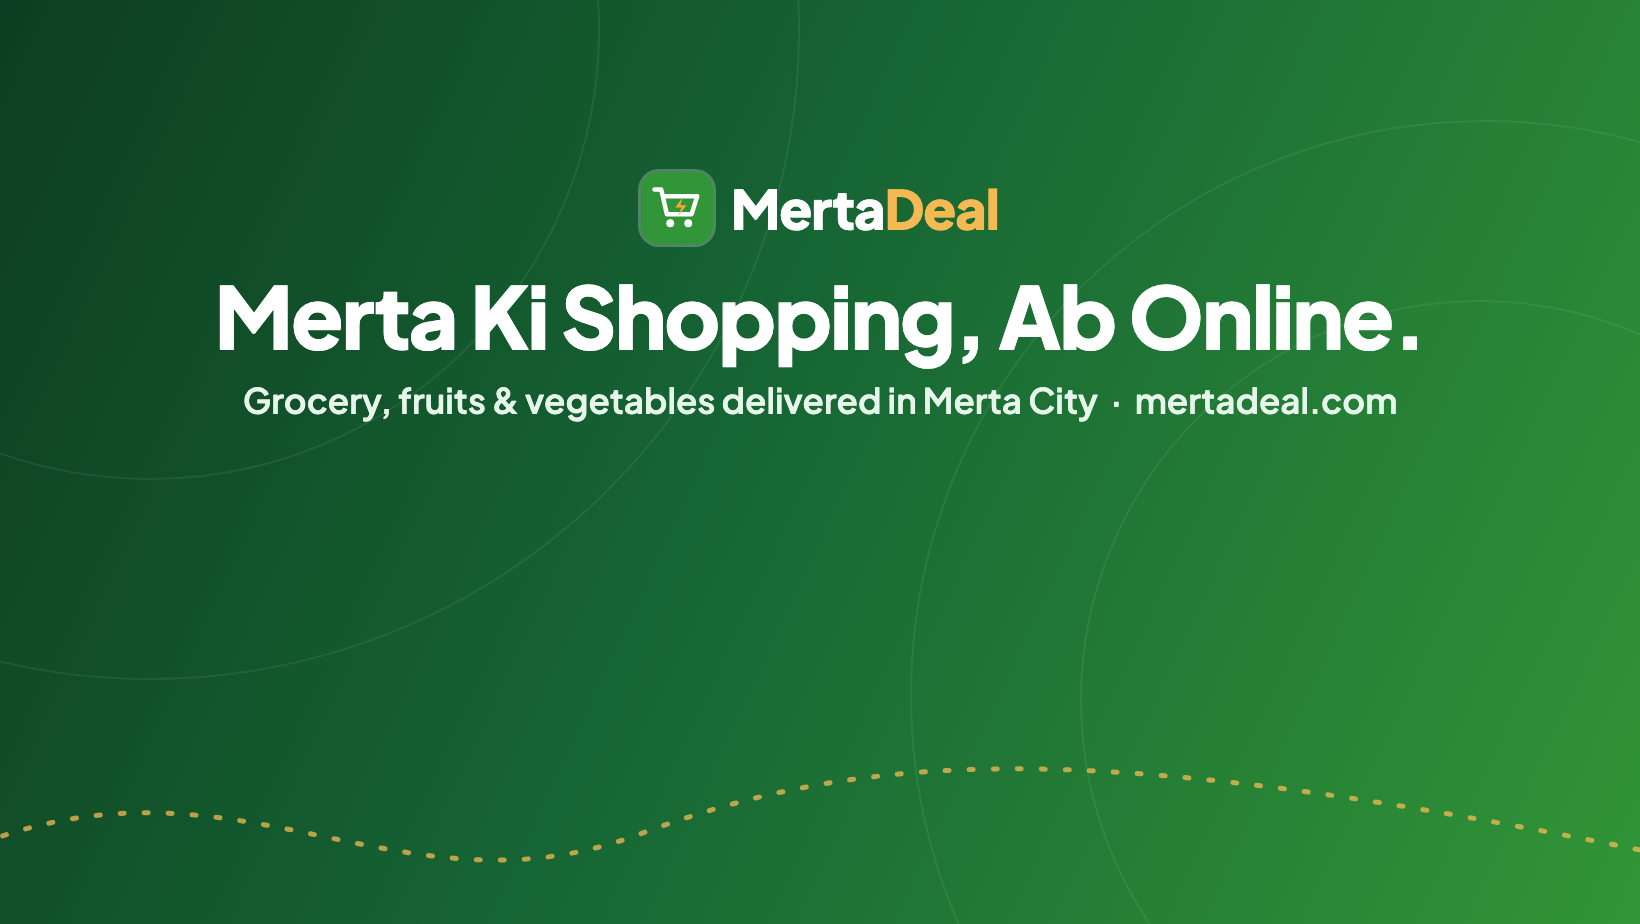 MertaDeal
Merta Ki Shopping, Ab Online.
Grocery, fruits & vegetables delivered in Merta City · mertadeal.com